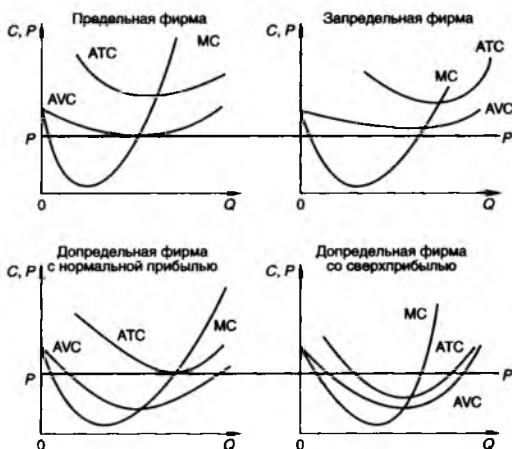 Предельная фирма
C, P
ATC
MC
AVC
P
0
Q
Запредельная фирма
C, P
ATC
MC
AVC
P
0
Q
Допредельная фирма
с нормальной прибылью
C, P
AVC
ATC
MC
P
0
Q
Допредельная фирма
со сверхприбылью
C, P
MC
ATC
P
AVC
0
Q